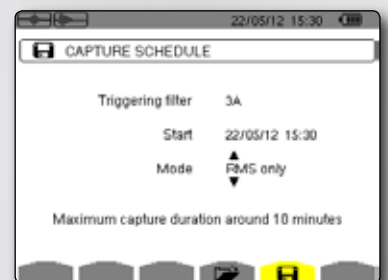 22/05/12 15:30
CAPTURE SCHEDULE
Triggering filter 3A
Start 22/05/12 15:30
Mode RMS only
Maximum capture duration around 10 minutes